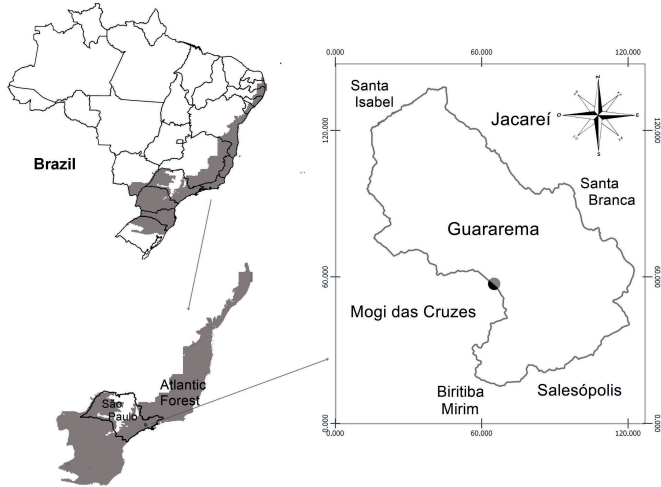 Brazil
Atlantic
Forest
São
Paulo
0.000
60.000
120.000
120.000
60.000
0.000
120.000
60.000
0.000
0.000
60.000
120.000
Santa
Isabel
Jacareí
N
O
E
S
Santa
Branca
Guararema
Mogi das Cruzes
Biritiba
Mirim
Salesópolis